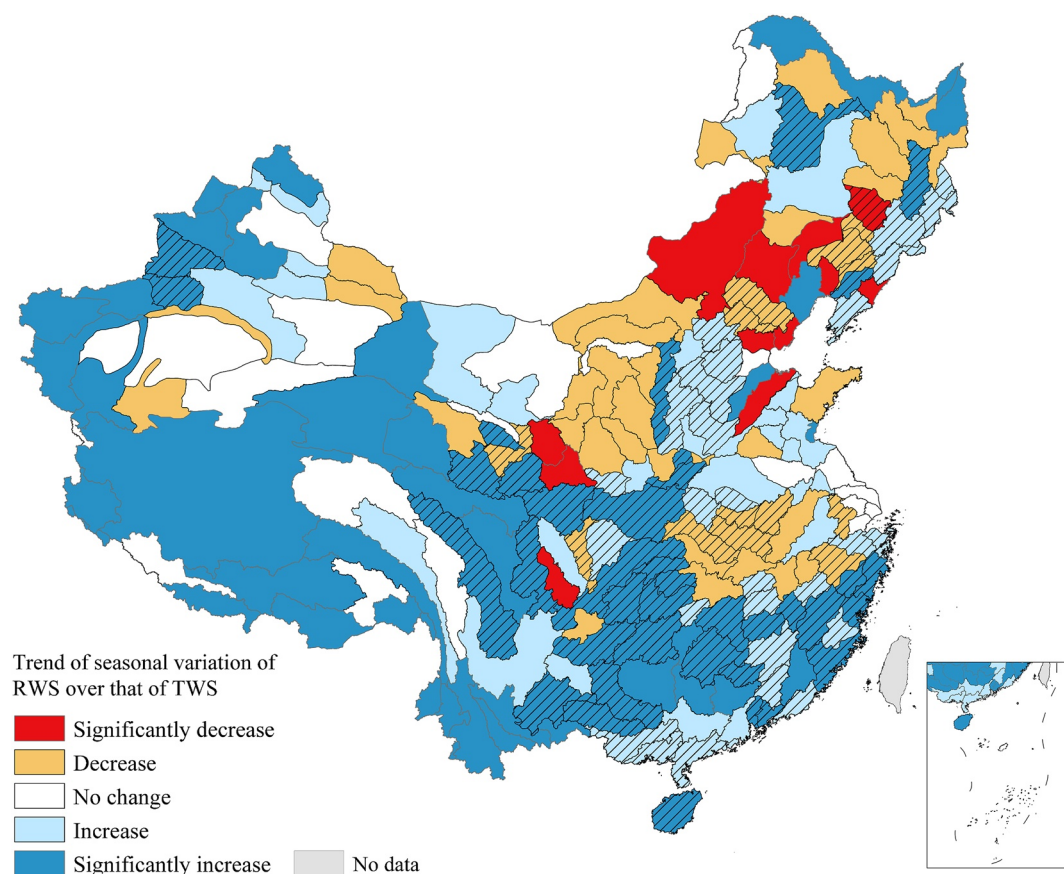 Trend of seasonal variation of
RWS over that of TWS
Significantly decrease
Decrease
No change
Increase
Significantly increase
No data